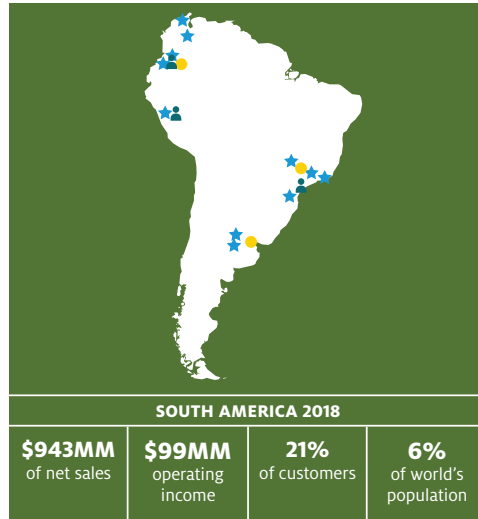 SOUTH AMERICA 2018
$943MM
of net sales
$99MM
operating
income
21%
of customers
6%
of world's
population